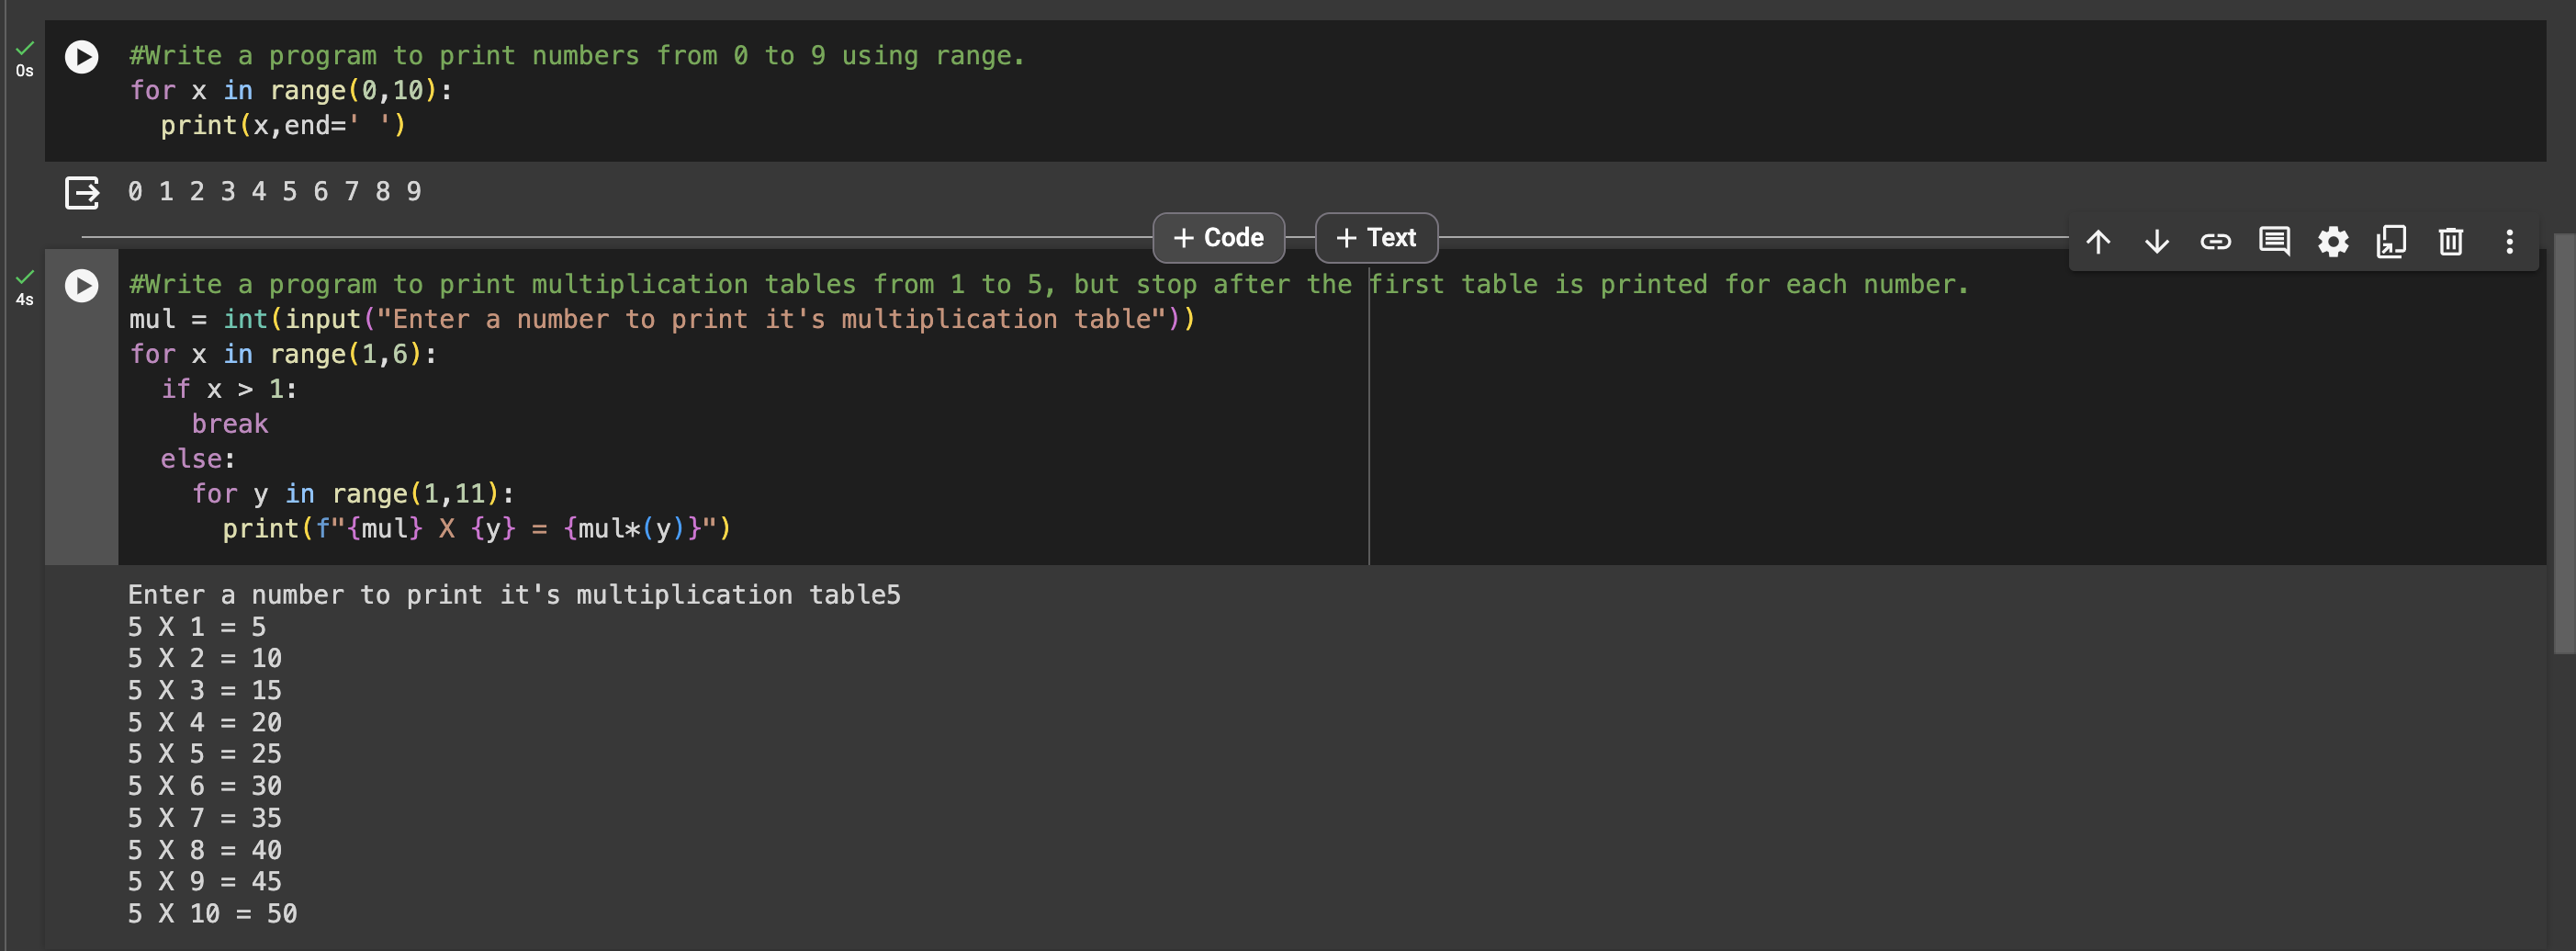 #Write a program to print numbers from 0 to 9 using range.
0s
for x in range(0,10):
  print(x,end=' ')
0 1 2 3 4 5 6 7 8 9
+ Code + Text
#Write a program to print multiplication tables from 1 to 5, but stop after the first table is printed for each number.
4s
mul = int(input("Enter a number to print it's multiplication table"))
for x in range(1,6):
  if x > 1:
    break
  else:
    for y in range(1,11):
      print(f"{mul} X {y} = {mul*(y)}")
Enter a number to print it's multiplication table5
5 X 1 = 5
5 X 2 = 10
5 X 3 = 15
5 X 4 = 20
5 X 5 = 25
5 X 6 = 30
5 X 7 = 35
5 X 8 = 40
5 X 9 = 45
5 X 10 = 50